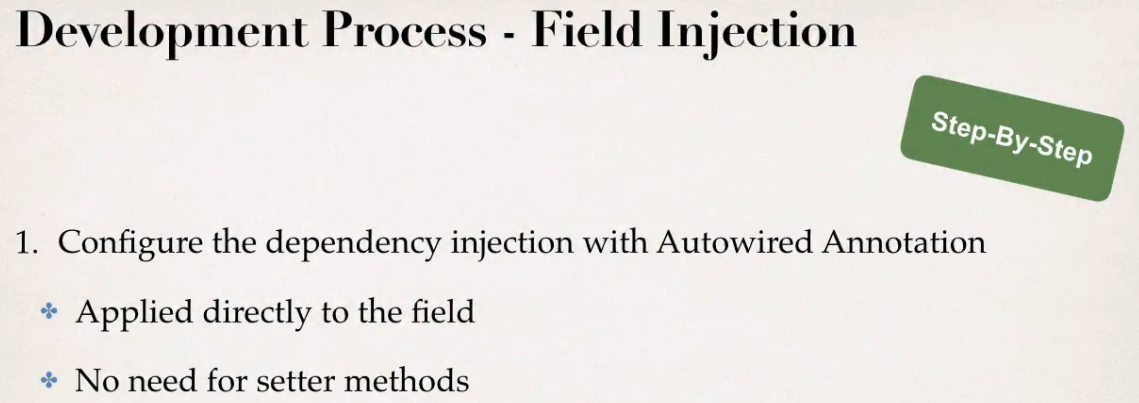 Development Process - Field Injection
Step-By-Step
1. Configure the dependency injection with Autowired Annotation
Applied directly to the field
No need for setter methods